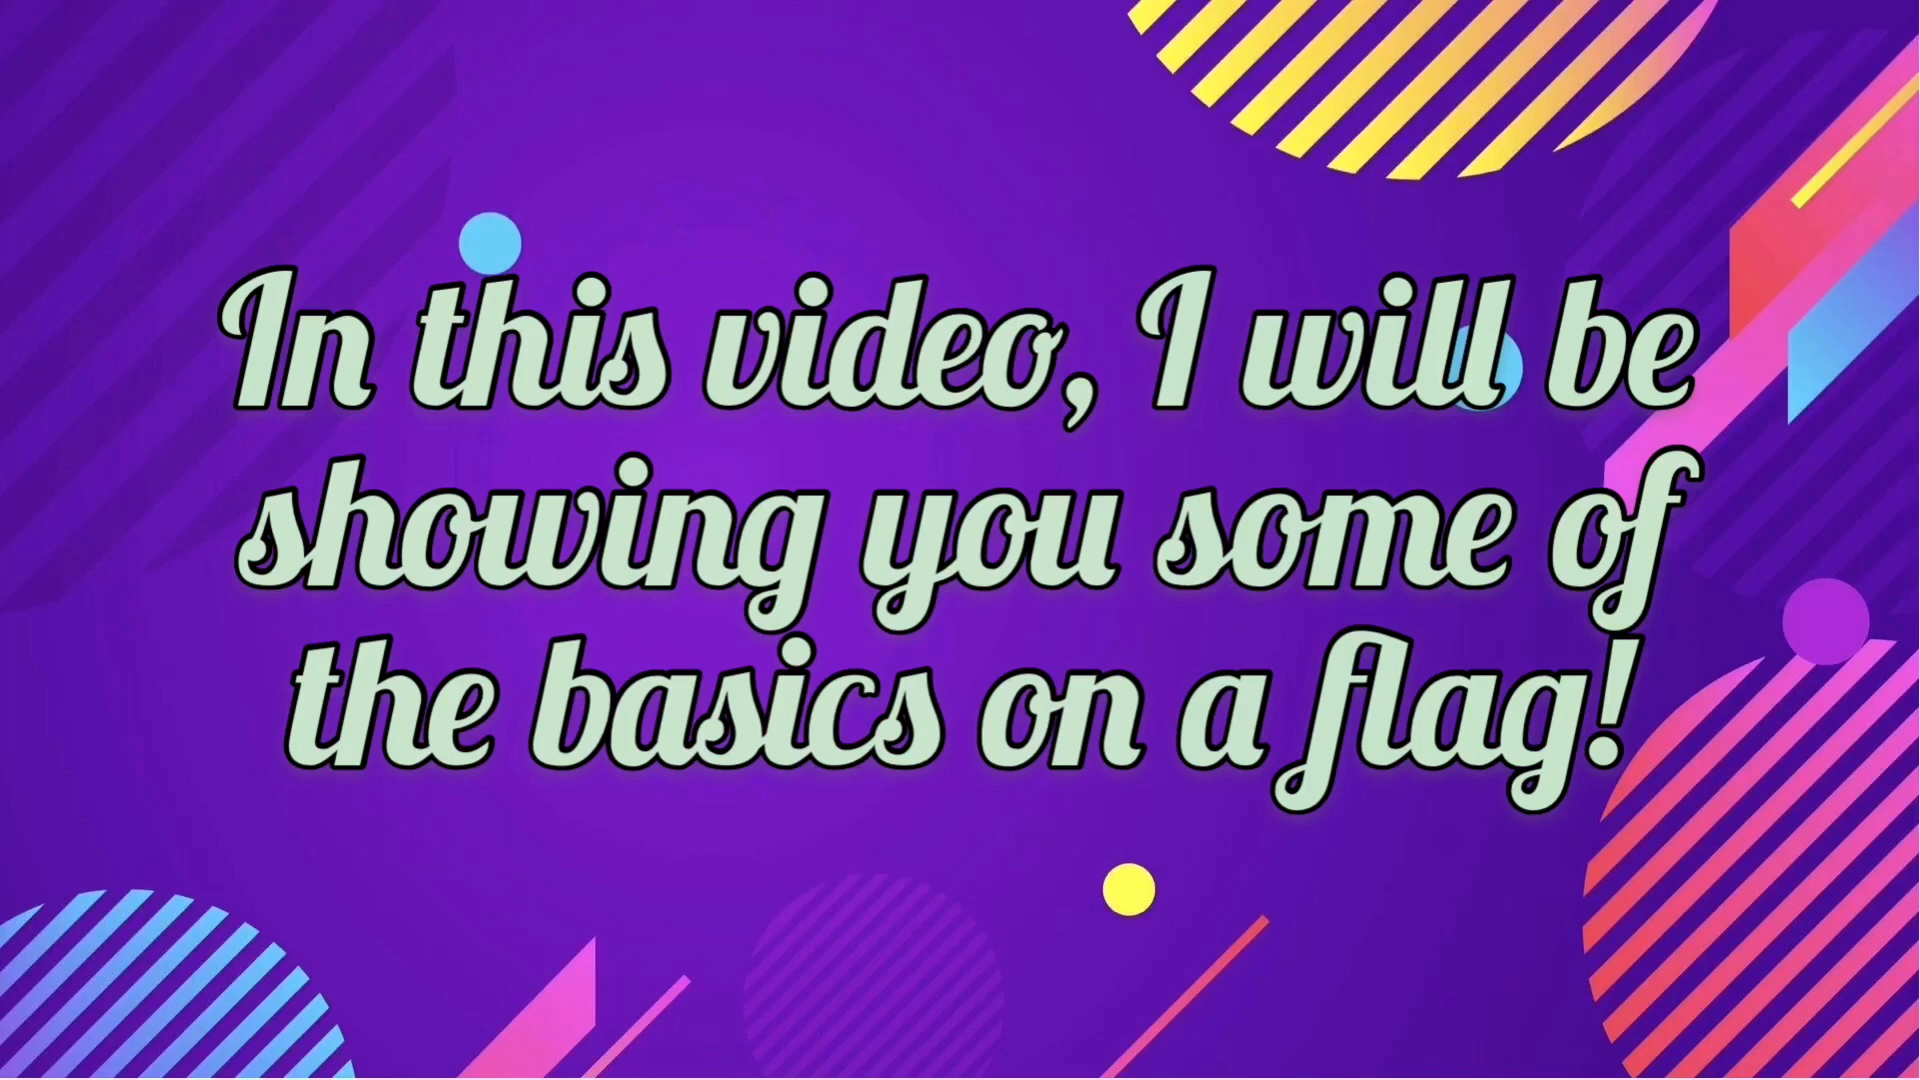 In this video, I will be
showing you some of
the basics on a flag!